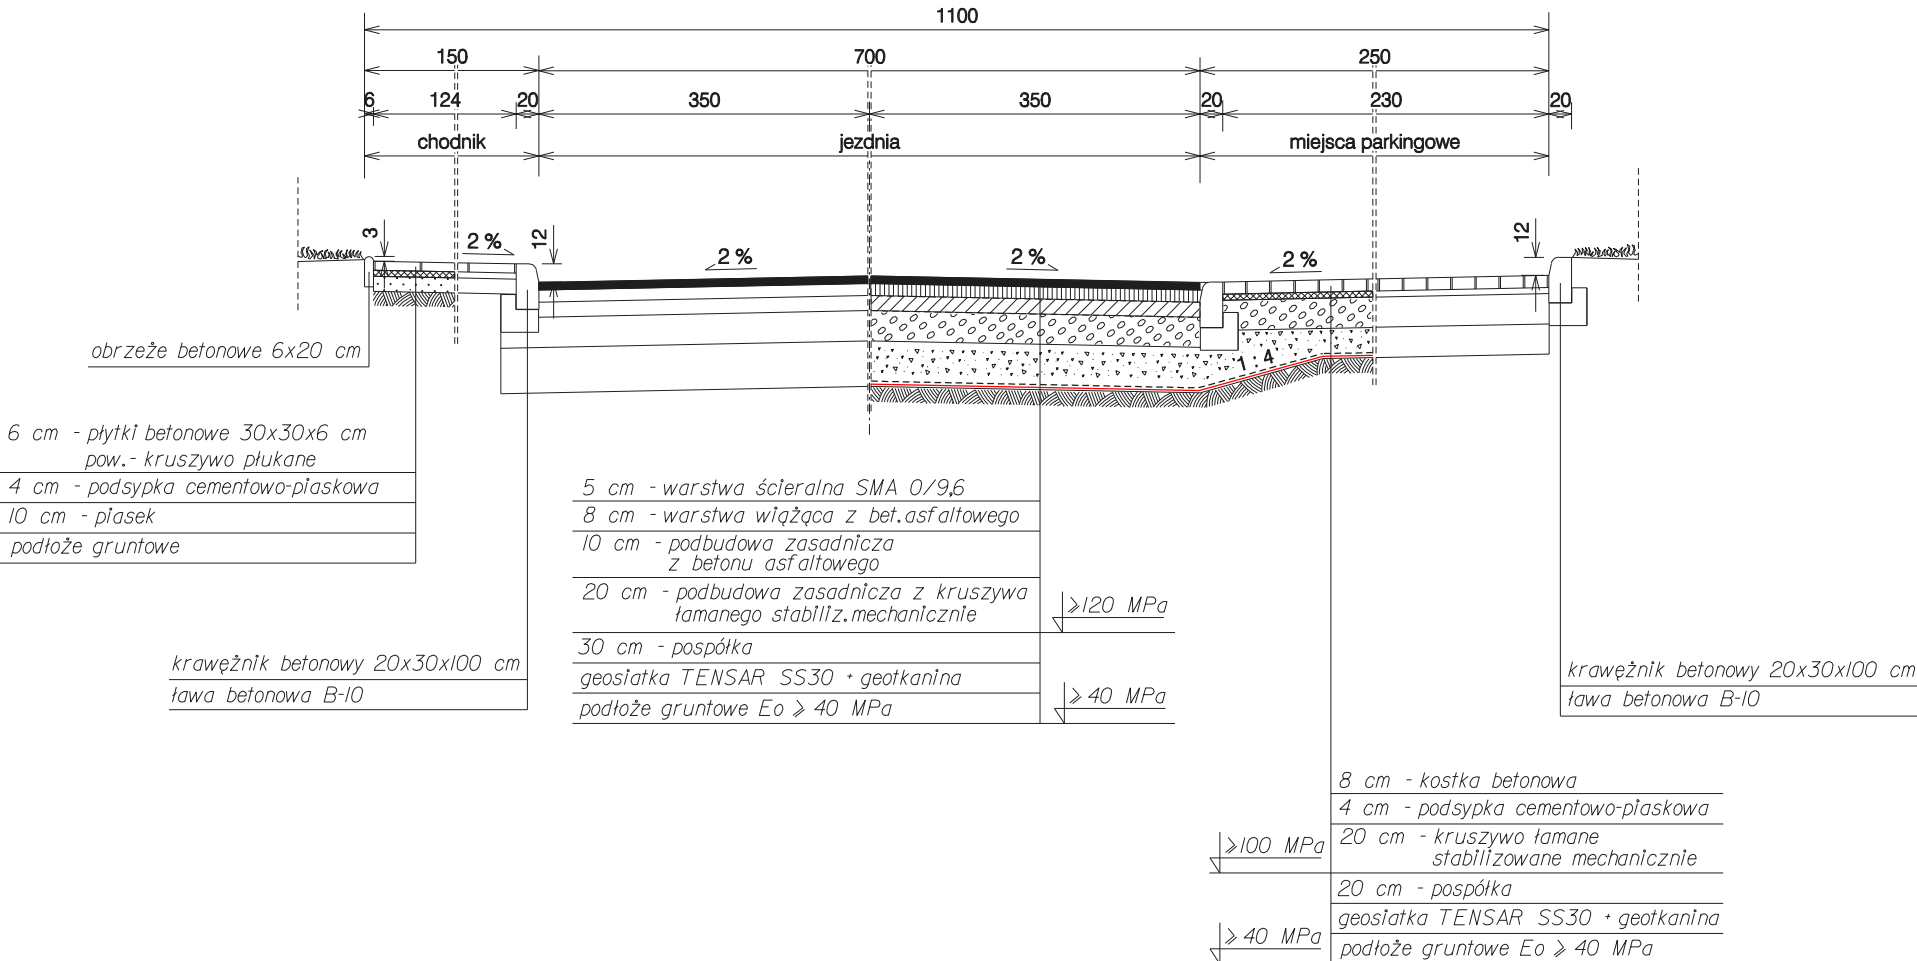 1100
150 700 250
6 124 20 350 350 20 230 20
chodnik jezdnia miejsca parkingowe
3 2 % 12 2 % 2 % 2 % 12
1 : 4
obrzeże betonowe 6x20 cm
6 cm - płytki betonowe 30x30x6 cm
pow.- kruszywo płukane
4 cm - podsypka cementowo-piaskowa
10 cm - piasek
podłoże gruntowe
krawężnik betonowy 20x30x100 cm
ława betonowa B-10
5 cm - warstwa ścieralna SMA 0/9,6
8 cm - warstwa wiążąca z bet.asfaltowego
10 cm - podbudowa zasadnicza
z betonu asfaltowego
20 cm - podbudowa zasadnicza z kruszywa
łamanego stabiliz.mechanicznie
⩾120 MPa
30 cm - pospółka
geosiatka TENSAR SS30 + geotkanina
podłoże gruntowe Eo ⩾ 40 MPa
⩾ 40 MPa
krawężnik betonowy 20x30x100 cm
ława betonowa B-10
8 cm - kostka betonowa
4 cm - podsypka cementowo-piaskowa
20 cm - kruszywo łamane
stabilizowane mechanicznie
⩾100 MPa
20 cm - pospółka
geosiatka TENSAR SS30 + geotkanina
podłoże gruntowe Eo ⩾ 40 MPa
⩾ 40 MPa